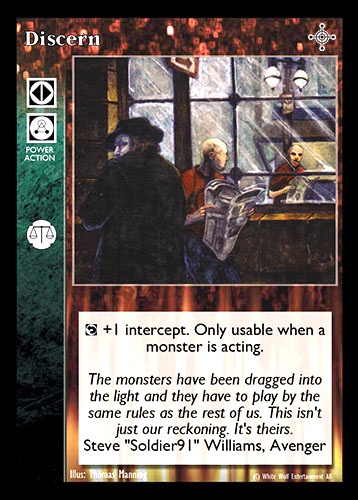 Discern
POWER
ACTION
+1 intercept. Only usable when a
monster is acting.
The monsters have been dragged into
the light and they have to play by the
same rules as the rest of us. This isn't
just our reckoning. It's theirs.
Steve "Soldier91" Williams, Avenger
Illus: Thomas Manning
(C) White Wolf Entertainment AB